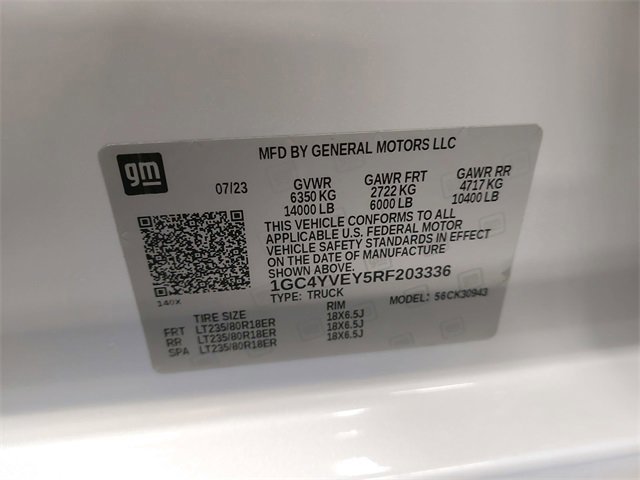 MFD BY GENERAL MOTORS LLC
gm
07/23
GVWR GAWR FRT GAWR RR
6350 KG 2722 KG 4717 KG
14000 LB 6000 LB 10400 LB
THIS VEHICLE CONFORMS TO ALL
APPLICABLE U.S. FEDERAL MOTOR
VEHICLE SAFETY STANDARDS IN EFFECT
ON THE DATE OF MANUFACTURE
SHOWN ABOVE.
1GC4YVEY5RF203336
140X
TYPE: TRUCK MODEL: 56CK30943
TIRE SIZE RIM
FRT LT235/80R18ER 18X6.5J
RR LT235/80R18ER 18X6.5J
SPA LT235/80R18ER 18X6.5J